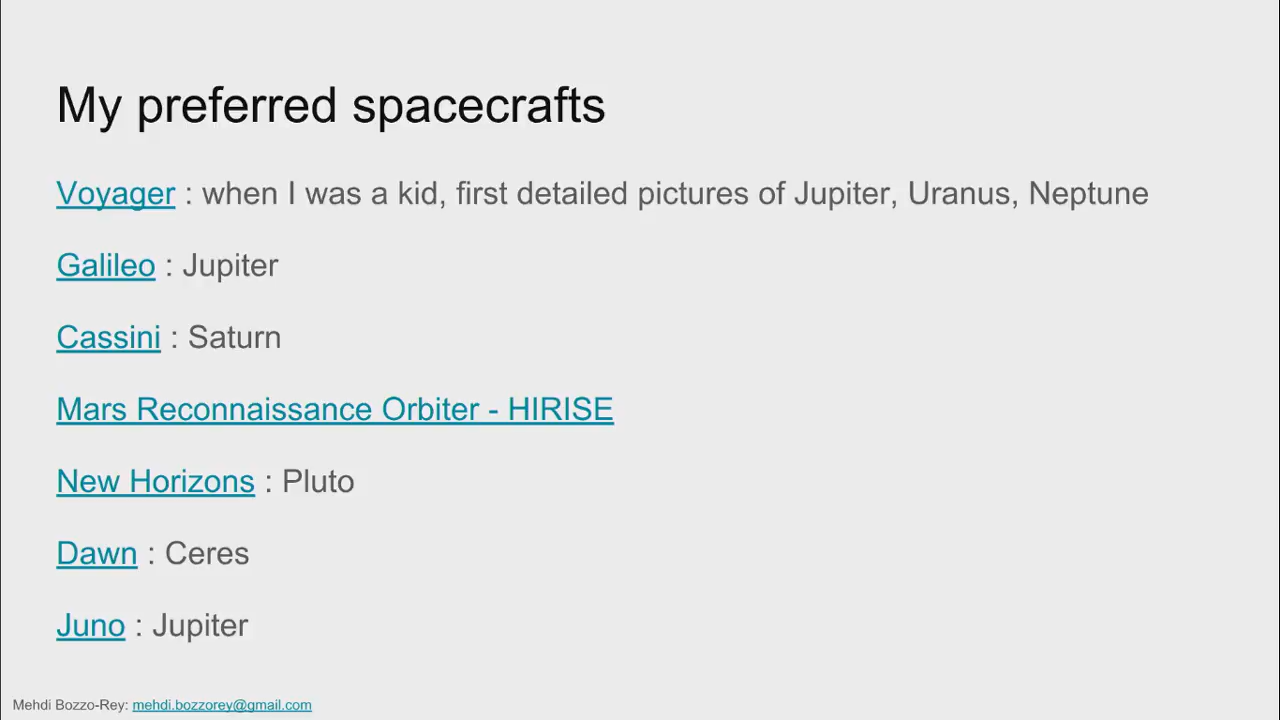 My preferred spacecrafts
Voyager : when I was a kid, first detailed pictures of Jupiter, Uranus, Neptune
Galileo : Jupiter
Cassini : Saturn
Mars Reconnaissance Orbiter - HIRISE
New Horizons : Pluto
Dawn : Ceres
Juno : Jupiter
Mehdi Bozzo-Rey: mehdi.bozzorey@gmail.com